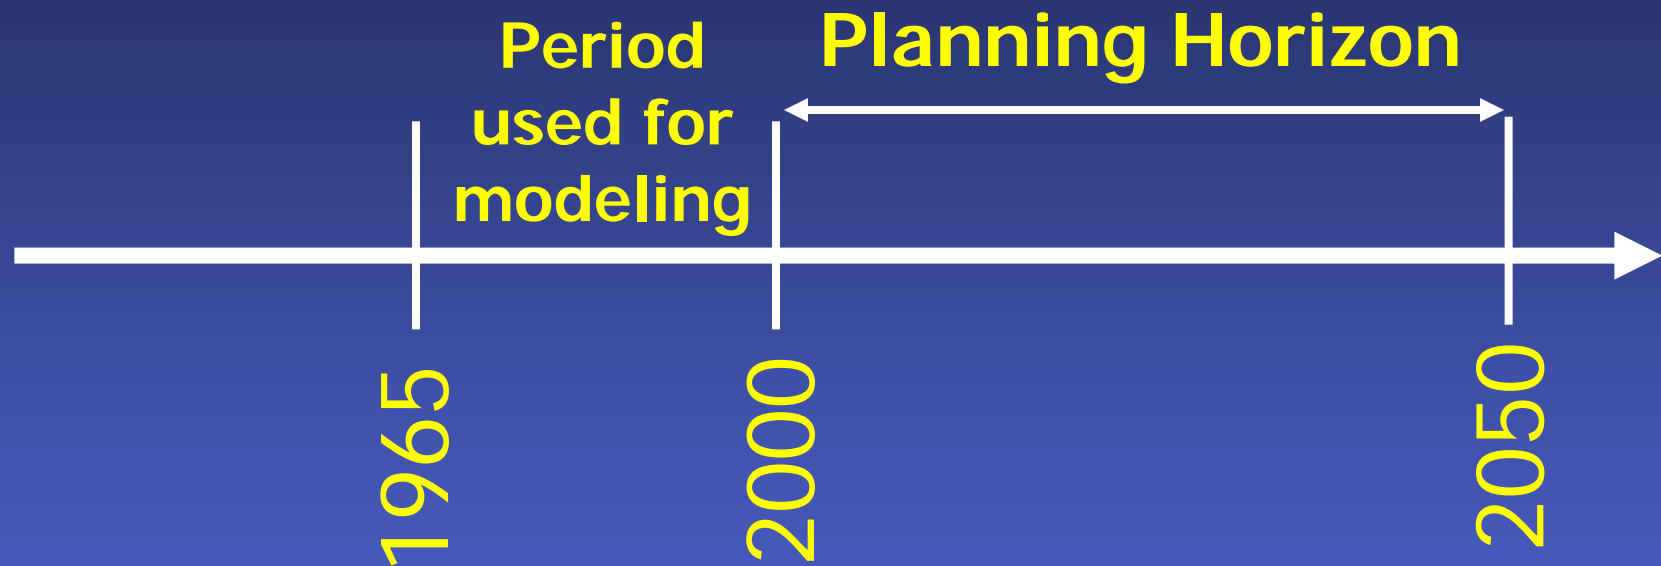 Period
used for
modeling
Planning Horizon
1965
2000
2050